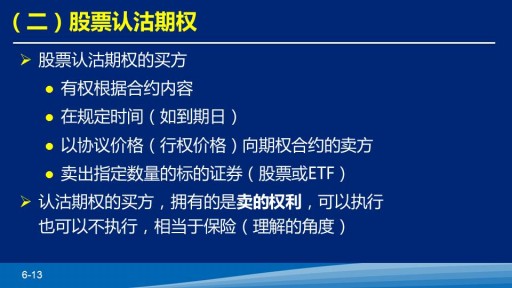 （二）股票认沽期权
股票认沽期权的买方
有权根据合约内容
在规定时间（如到期日）
以协议价格（行权价格）向期权合约的卖方
卖出指定数量的标的证券（股票或ETF）
认沽期权的买方，拥有的是卖的权利，可以执行
也可以不执行，相当于保险（理解的角度）
6-13